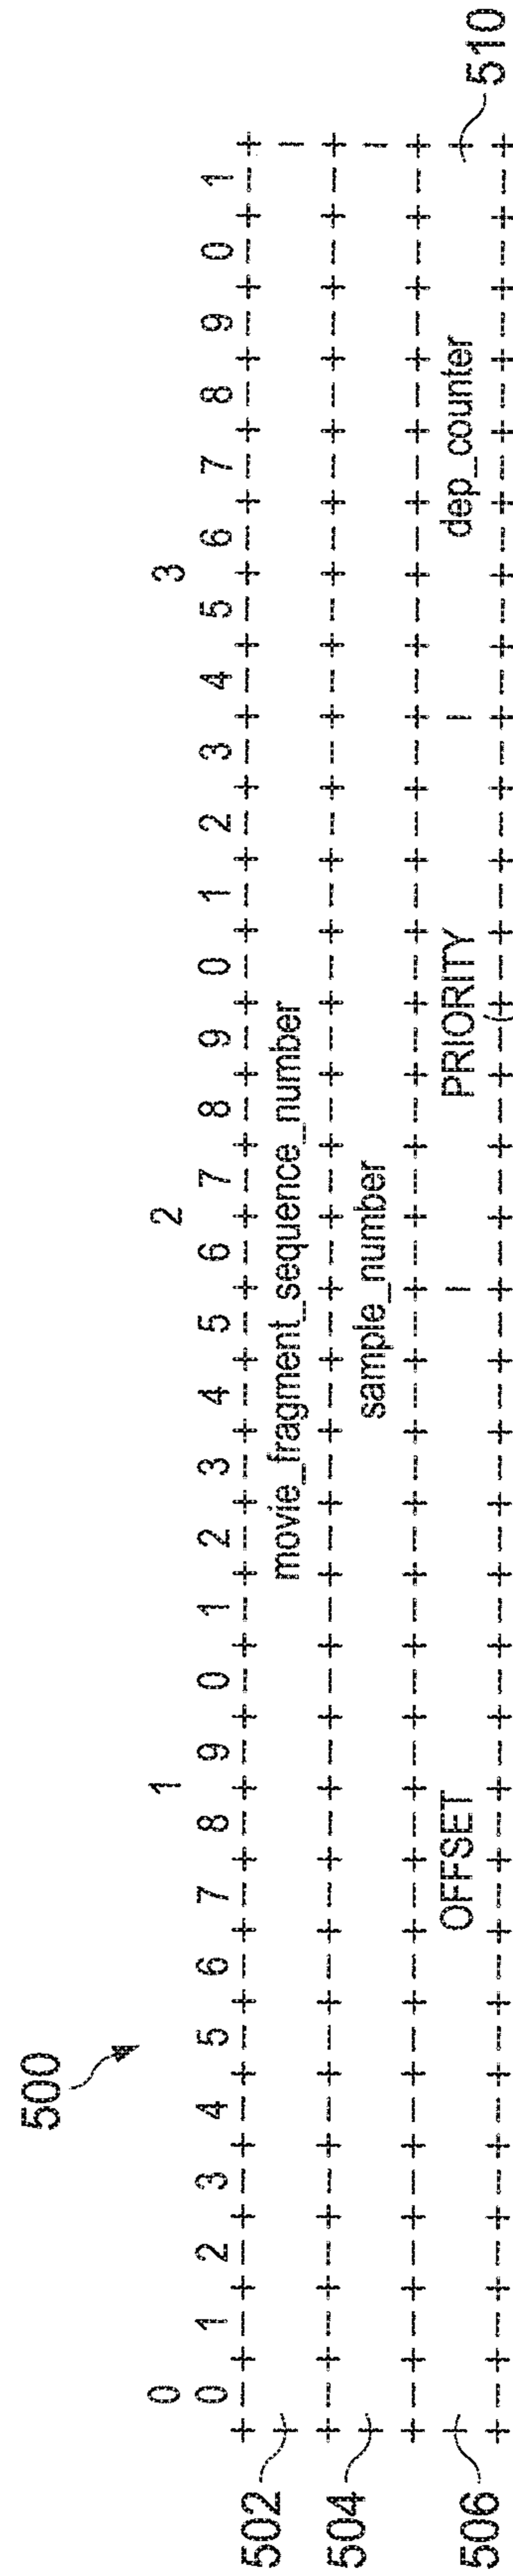 500
0 1 2 3
0 1 2 3 4 5 6 7 8 9 0 1 2 3 4 5 6 7 8 9 0 1 2 3 4 5 6 7 8 9 0 1
+-+-+-+-+-+-+-+-+-+-+-+-+-+-+-+-+-+-+-+-+-+-+-+-+-+-+-+-+-+-+-+-+
502 movie_fragment_sequence_number |
+-+-+-+-+-+-+-+-+-+-+-+-+-+-+-+-+-+-+-+-+-+-+-+-+-+-+-+-+-+-+-+-+
504 sample_number |
+-+-+-+-+-+-+-+-+-+-+-+-+-+-+-+-+-+-+-+-+-+-+-+-+-+-+-+-+-+-+-+-+
506 OFFSET | PRIORITY | dep_counter 510
+-+-+-+-+-+-+-+-+-+-+-+-+-+-+-+-+-+-+-+-+-+-+-+-+-+-+-+-+-+-+-+-+